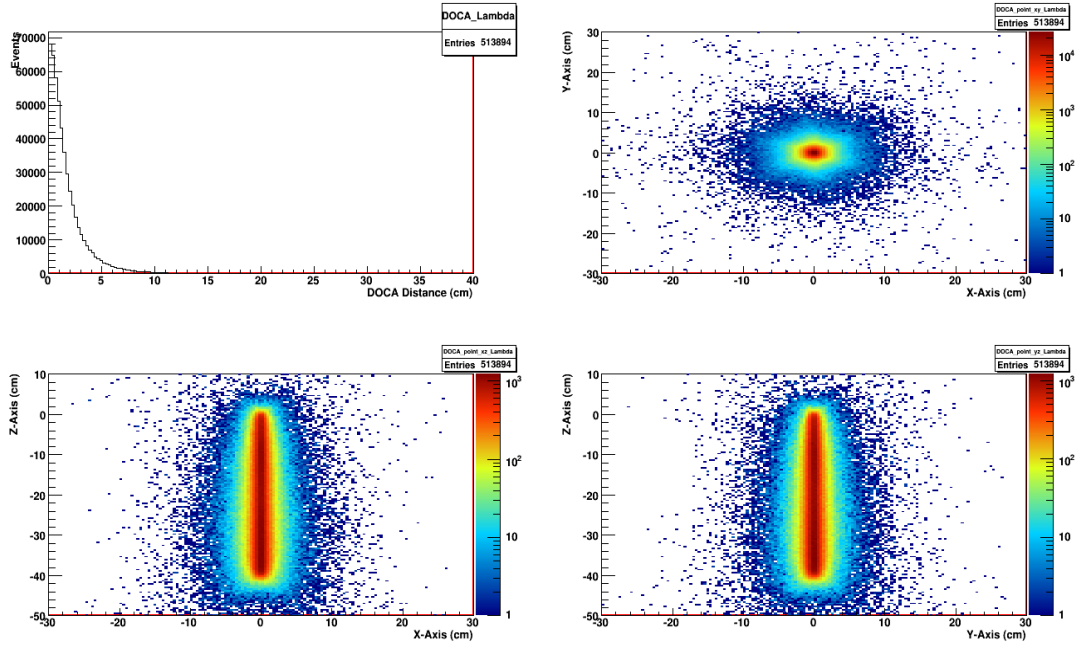 DOCA_Lambda
Entries 513894
Events
70000
60000
50000
40000
30000
20000
10000
0
0 5 10 15 20 25 30 35 40
DOCA Distance (cm)
DOCA_point_xy_Lambda
Entries 513894
Y-Axis (cm)
30
20
10
0
-10
-20
-30
-30 -20 -10 0 10 20 30
X-Axis (cm)
10^4
10^3
10^2
10
1
DOCA_point_xz_Lambda
Entries 513894
Z-Axis (cm)
10
0
-10
-20
-30
-40
-50
-30 -20 -10 0 10 20 30
X-Axis (cm)
10^3
10^2
10
1
DOCA_point_yz_Lambda
Entries 513894
Z-Axis (cm)
10
0
-10
-20
-30
-40
-50
-30 -20 -10 0 10 20 30
Y-Axis (cm)
10^3
10^2
10
1